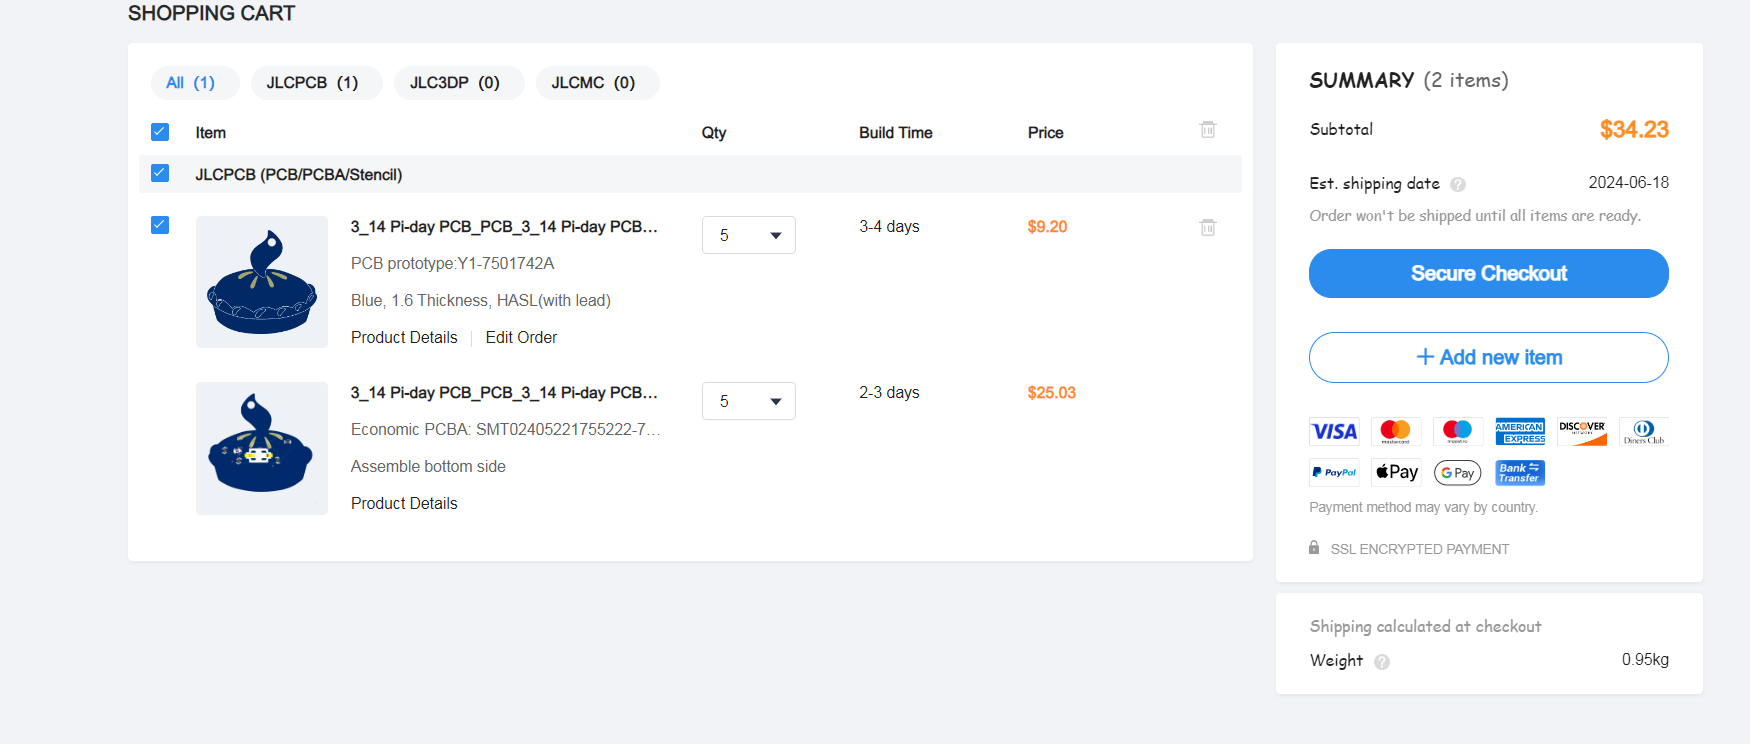 SHOPPING CART
All (1)
JLCPCB (1)
JLC3DP (0)
JLCMC (0)
Item
Qty
Build Time
Price
JLCPCB (PCB/PCBA/Stencil)
3_14 Pi-day PCB_PCB_3_14 Pi-day PCB...
5
3-4 days
$9.20
PCB prototype:Y1-7501742A
Blue, 1.6 Thickness, HASL(with lead)
Product Details
Edit Order
3_14 Pi-day PCB_PCB_3_14 Pi-day PCB...
5
2-3 days
$25.03
Economic PCBA: SMT02405221755222-7...
Assemble bottom side
Product Details
SUMMARY (2 items)
Subtotal
$34.23
Est. shipping date ?
2024-06-18
Order won't be shipped until all items are ready.
Secure Checkout
+ Add new item
VISA
mastercard
maestro
AMERICAN
EXPRESS
DISCOVER
NETWORK
Diners Club
PayPal
Pay
G Pay
Bank
Transfer
Payment method may vary by country.
SSL ENCRYPTED PAYMENT
Shipping calculated at checkout
Weight ?
0.95kg